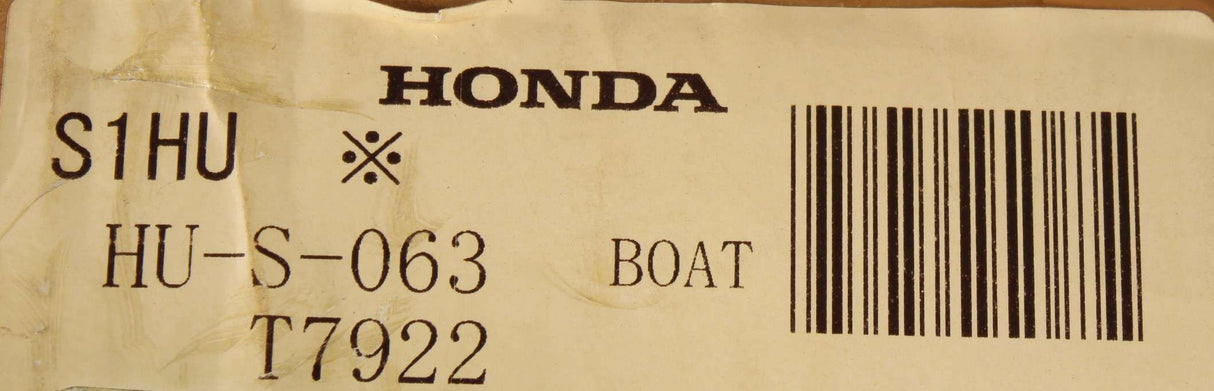 HONDA
S1HU ※
HU-S-063 BOAT
T7922